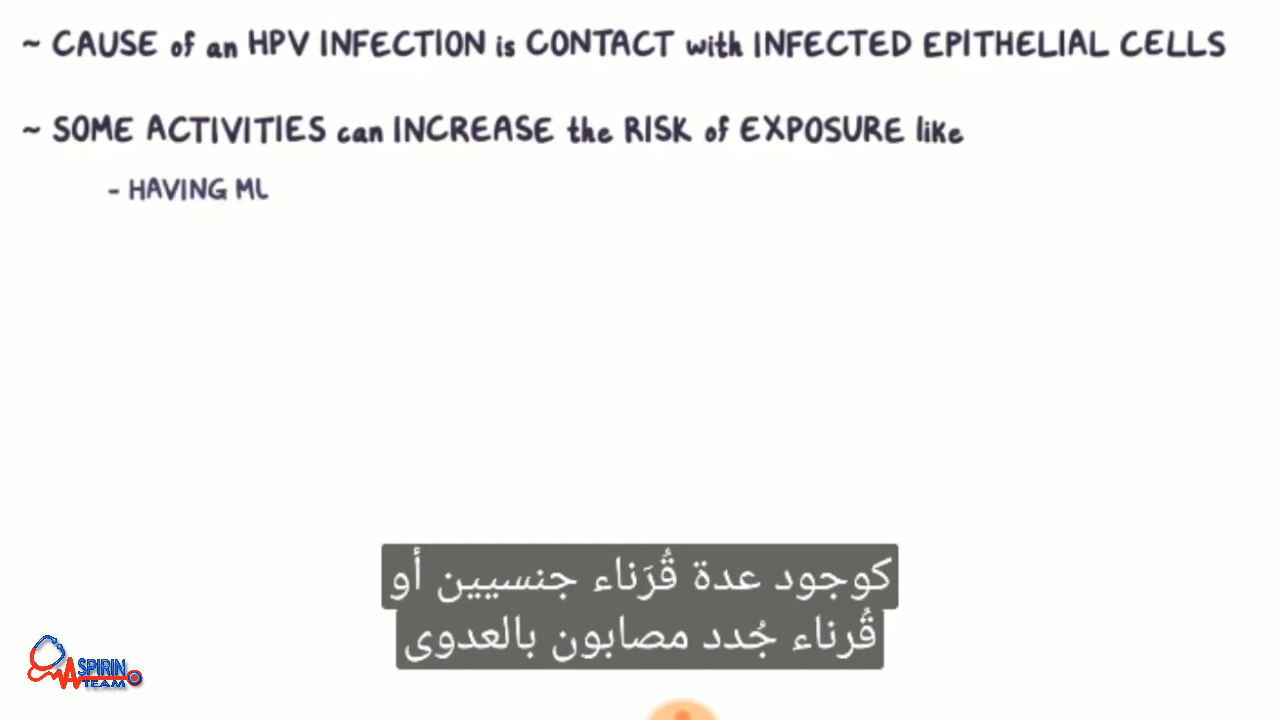 ~ CAUSE of an HPV INFECTION is CONTACT with INFECTED EPITHELIAL CELLS
~ SOME ACTIVITIES can INCREASE the RISK of EXPOSURE like
- HAVING ML
كوجود عدة قُرَناء جنسيين أو
قُرناء جُدد مصابون بالعدوى
ASPIRIN
TEAM